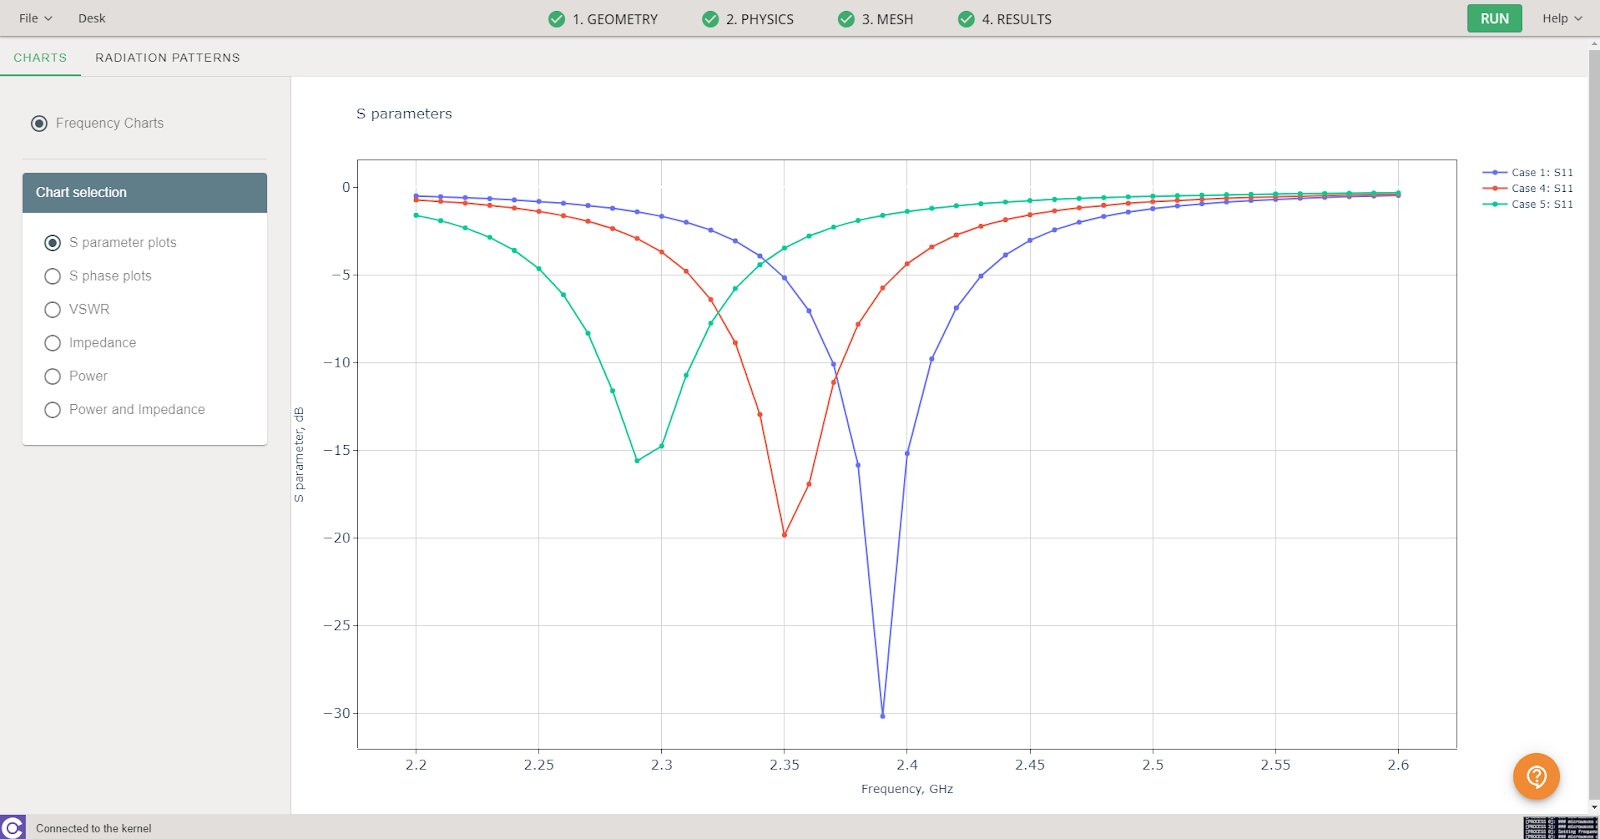 File
Desk
1. GEOMETRY
2. PHYSICS
3. MESH
4. RESULTS
RUN
Help
CHARTS
RADIATION PATTERNS
Frequency Charts
Chart selection
S parameter plots
S phase plots
VSWR
Impedance
Power
Power and Impedance
S parameters
Case 1: S11
Case 4: S11
Case 5: S11
0
−5
−10
−15
−20
−25
−30
S parameter, dB
2.2
2.25
2.3
2.35
2.4
2.45
2.5
2.55
2.6
Frequency, GHz
Connected to the kernel